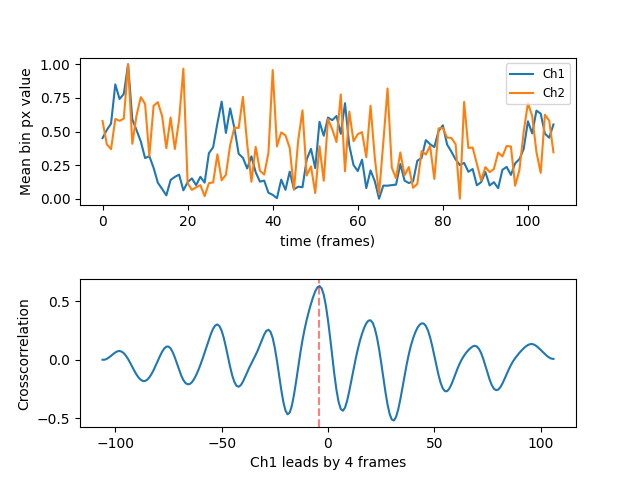 Mean bin px value
1.00
0.75
0.50
0.25
0.00
Ch1
Ch2
0 20 40 60 80 100
time (frames)
Crosscorrelation
0.5
0.0
−0.5
−100 −50 0 50 100
Ch1 leads by 4 frames